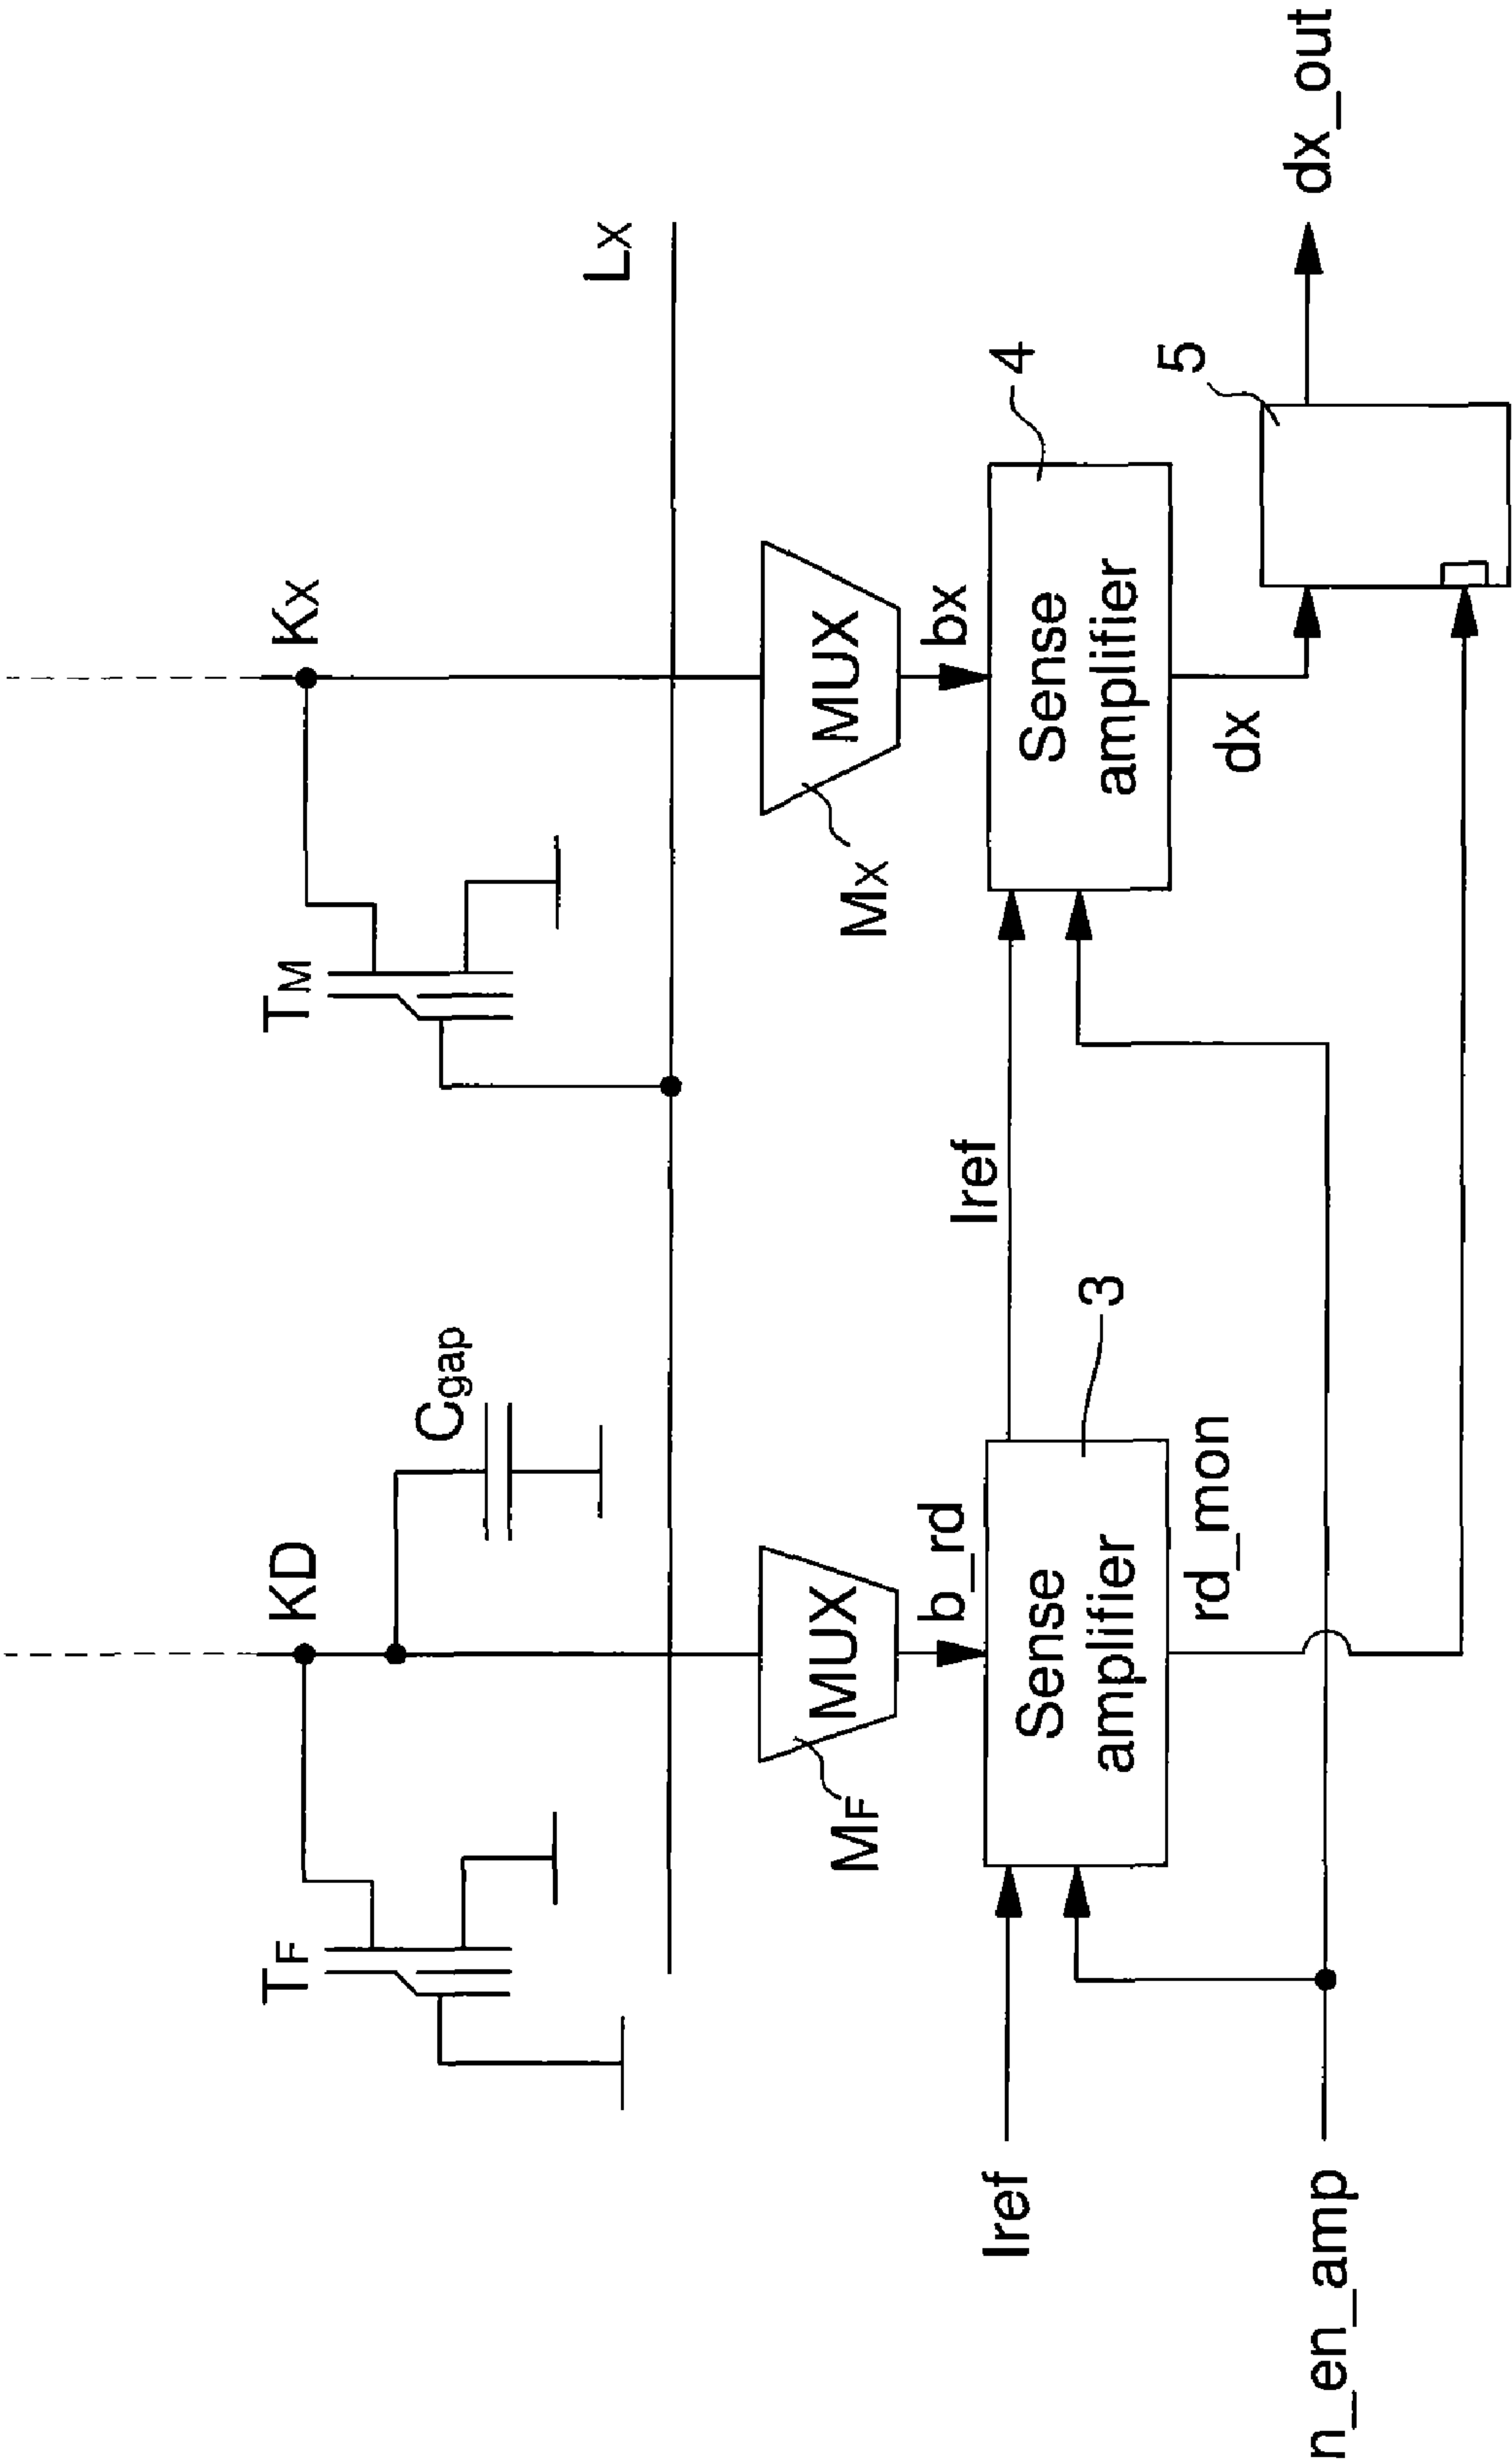 TF
KD
Cgap
TM
Kx
Lx
MF
MUX
b_rd
Mx
MUX
bx
Iref
Sense
amplifier
3
Iref
Sense
amplifier
4
rd_mon
dx
5
dx_out
n_en_amp